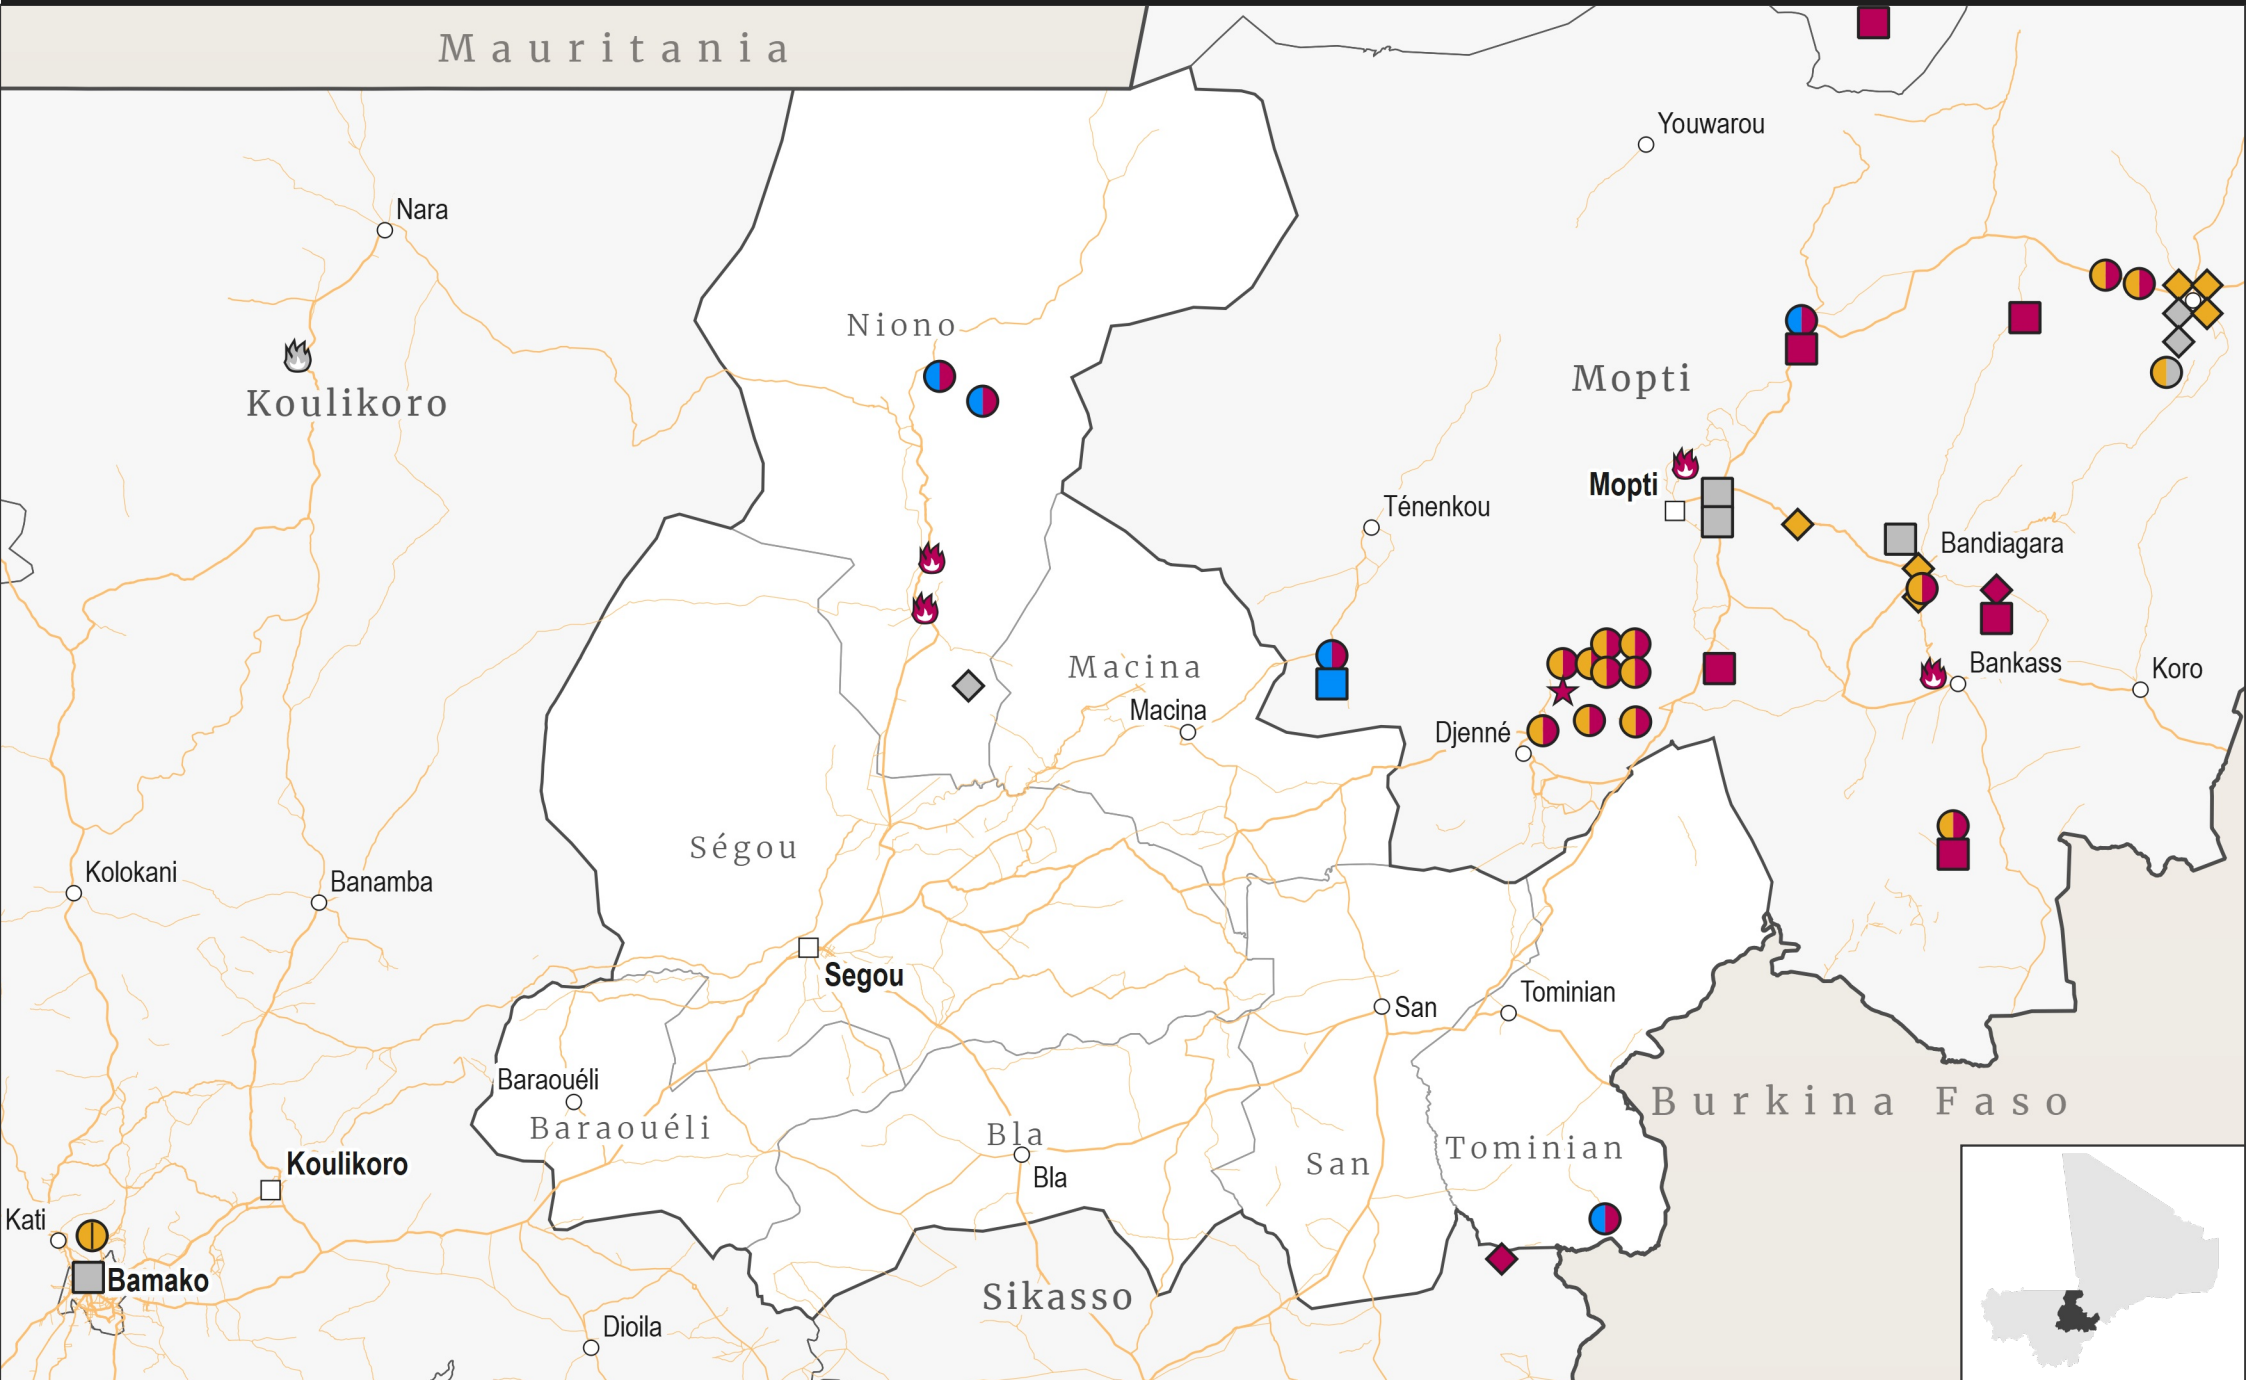 Mauritania
Youwarou
Nara
Niono
Mopti
Koulikoro
Mopti
Ténenkou
Bandiagara
Macina
Bankass
Koro
Macina
Djenné
Ségou
Kolokani
Banamba
Segou
San
Tominian
Baraouéli
Burkina Faso
Baraouéli
Bla
Tominian
Koulikoro
San
Bla
Kati
Bamako
Sikasso
Dioila